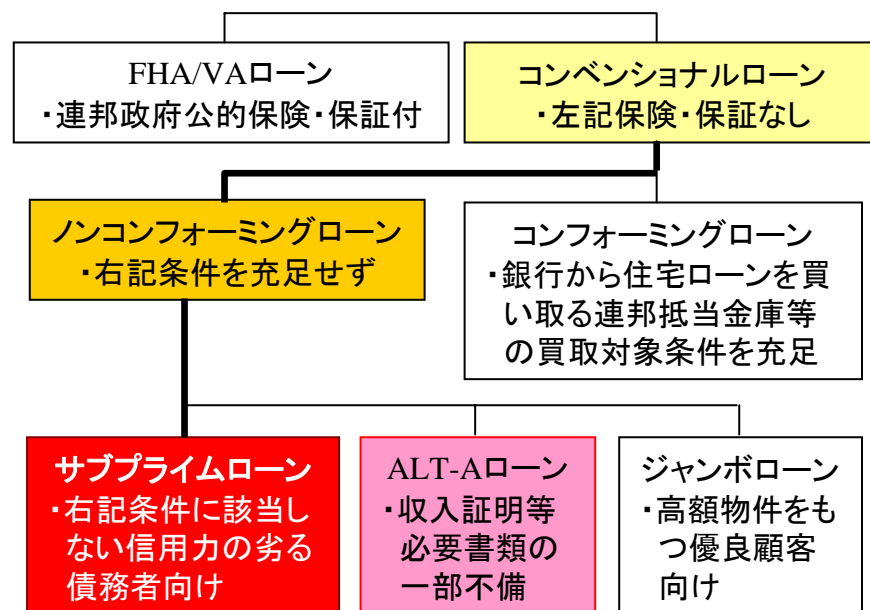 FHA/VAローン
・連邦政府公的保険・保証付
コンベンショナルローン
・左記保険・保証なし
ノンコンフォーミングローン
・右記条件を充足せず
コンフォーミングローン
・銀行から住宅ローンを買
い取る連邦抵当金庫等
の買取対象条件を充足
サブプライムローン
・右記条件に該当し
ない信用力の劣る
債務者向け
ALT-Aローン
・収入証明等
必要書類の
一部不備
ジャンボローン
・高額物件をも
つ優良顧客
向け